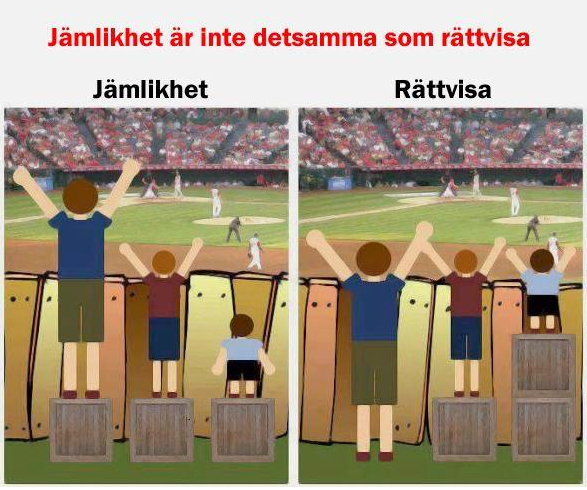 Jämlikhet är inte detsamma som rättvisa
Jämlikhet
Rättvisa